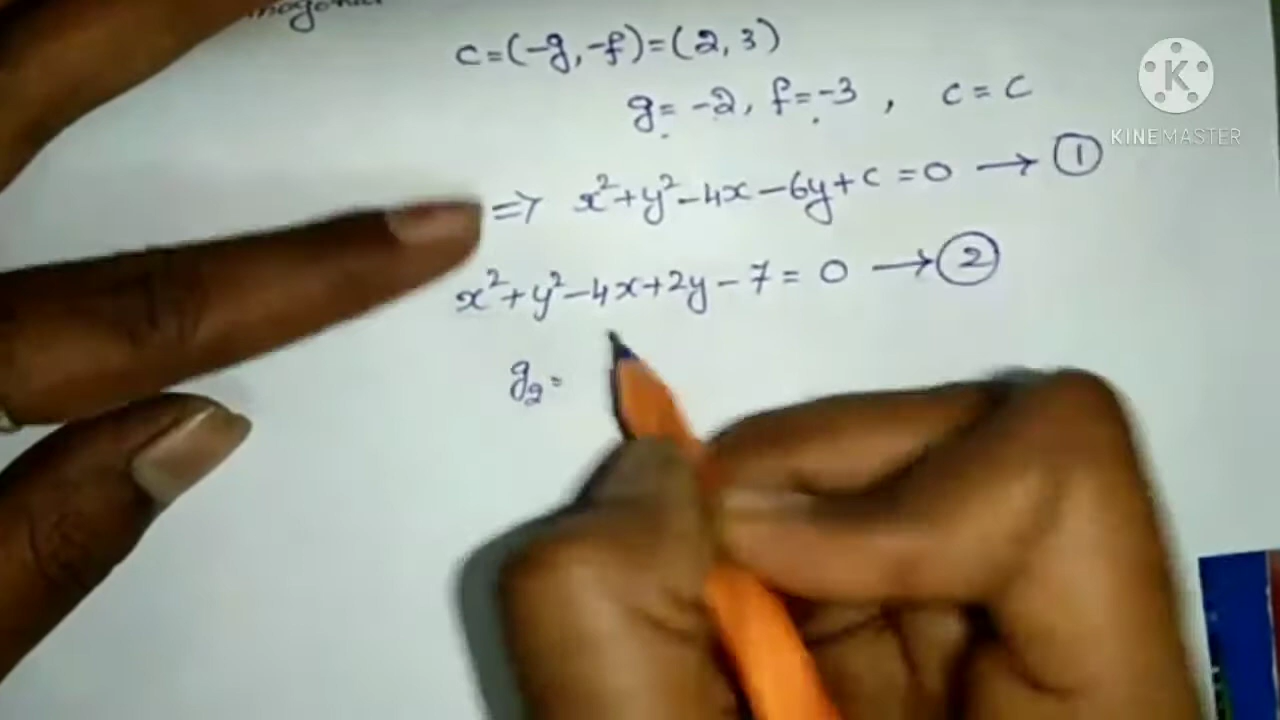 c=(-g,-f)=(2,3)
g= -2, f=-3 , c = c
⇒ x²+y²-4x-6y+c=0 → ①
x²+y²-4x+2y-7=0 → ②
g₂=
K
KINEMASTER